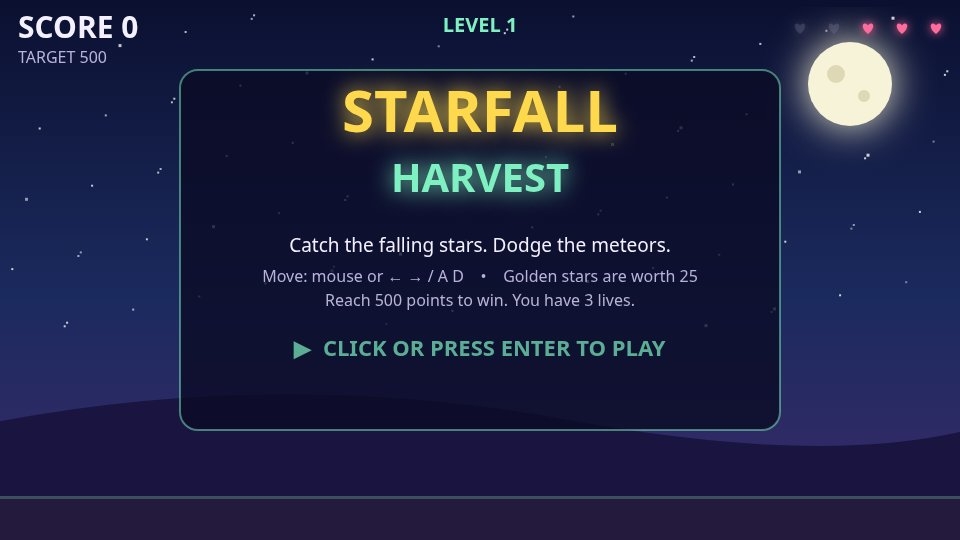 SCORE 0
LEVEL 1
TARGET 500
STARFALL
HARVEST
Catch the falling stars. Dodge the meteors.
Move: mouse or ← → / A D • Golden stars are worth 25
Reach 500 points to win. You have 3 lives.
▶ CLICK OR PRESS ENTER TO PLAY